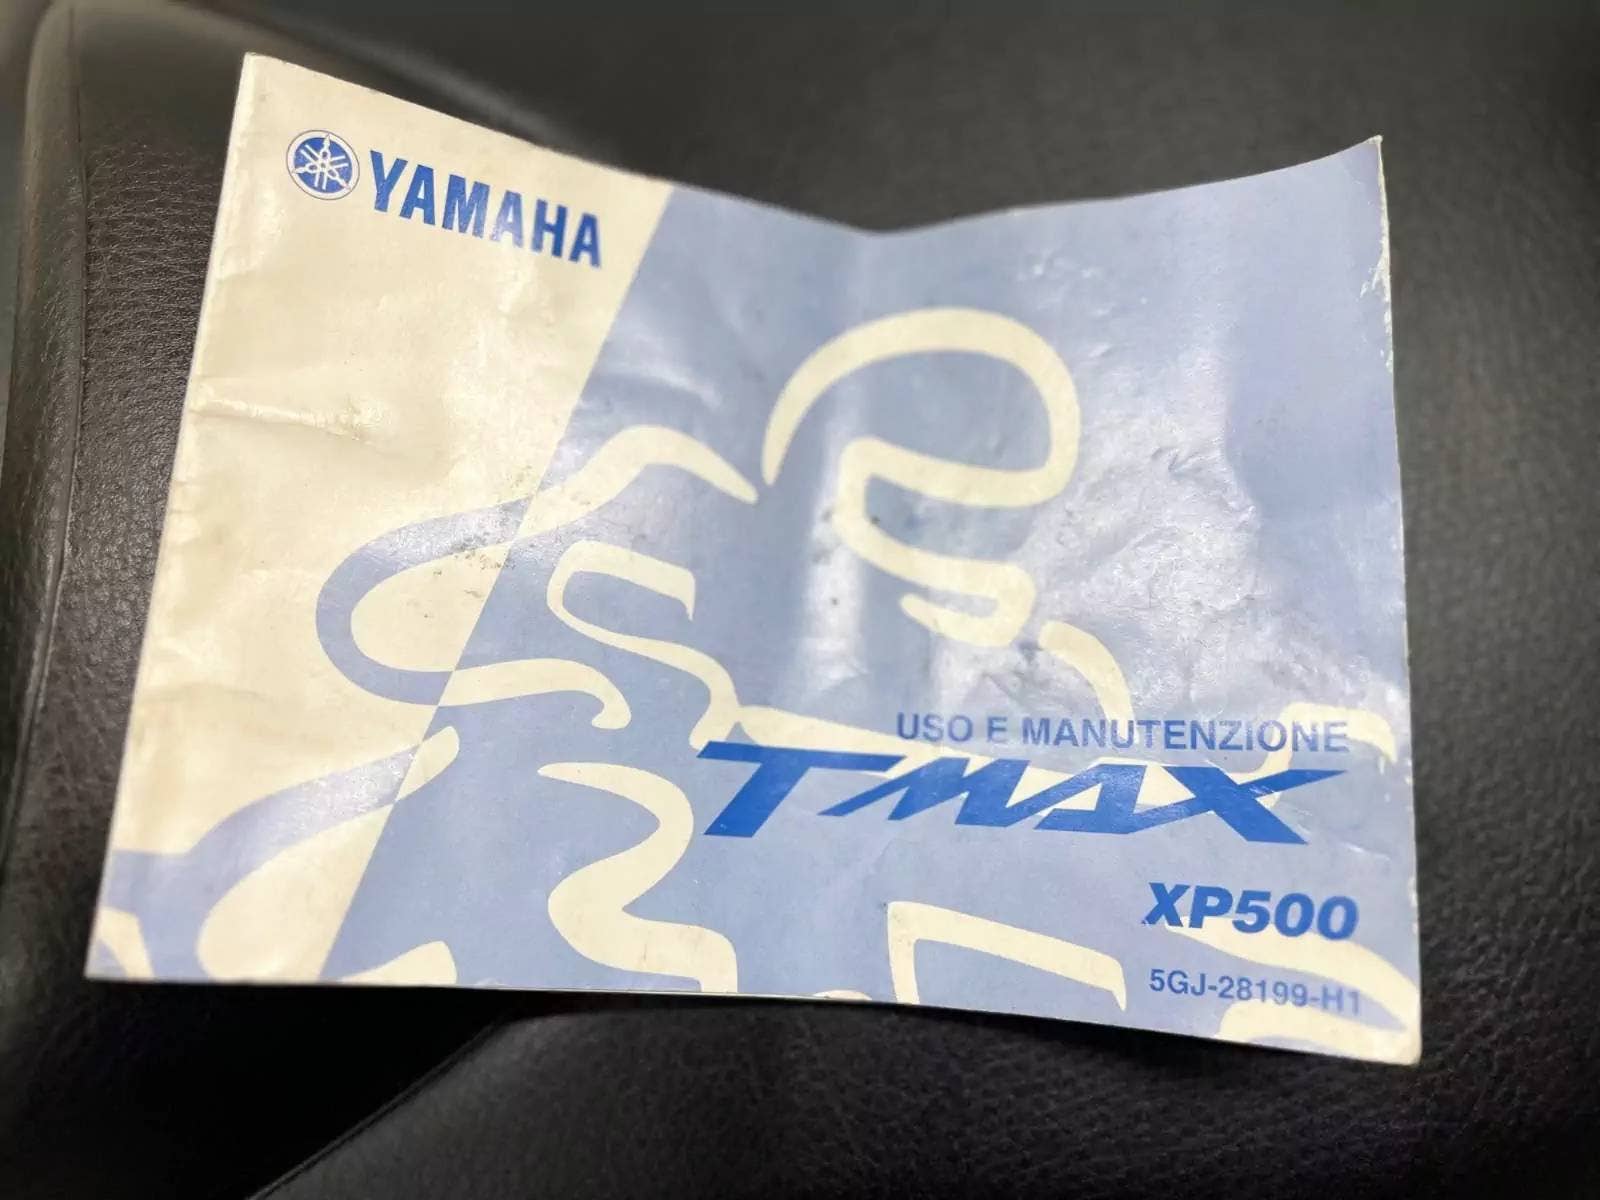 YAMAHA
USO E MANUTENZIONE
TMAX
XP500
5GJ-28199-H1